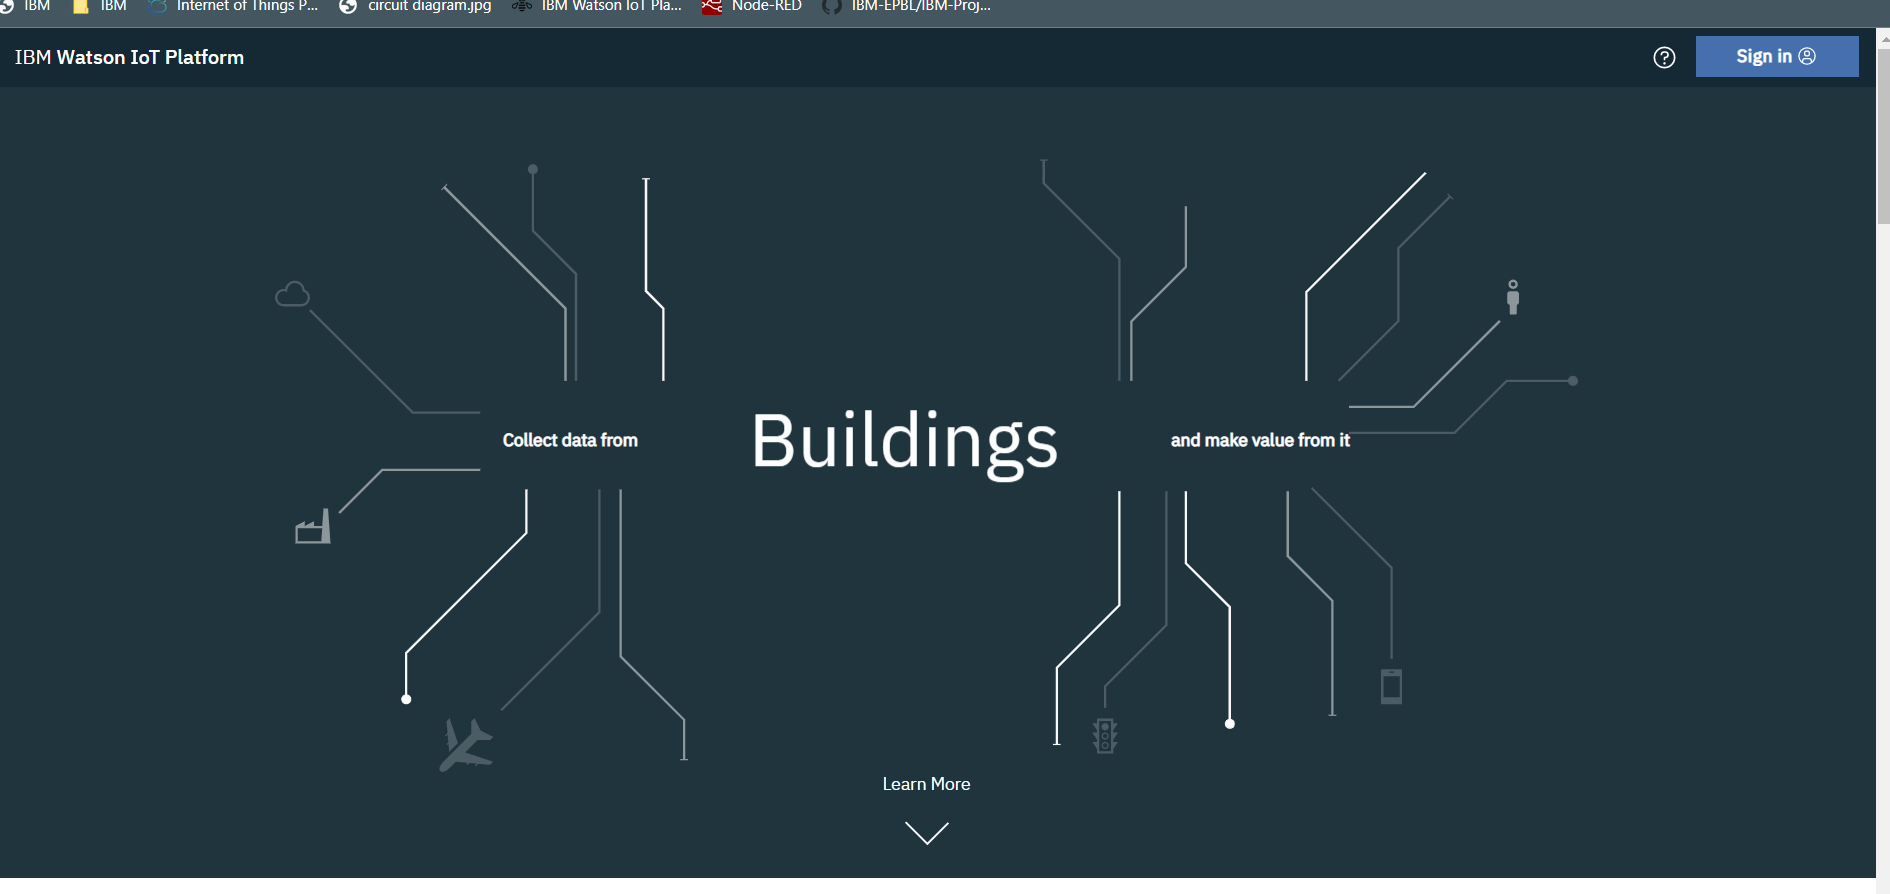 IBM IBM Internet of Things P... circuit diagram.jpg IBM Watson IoT Pla... Node-RED IBM-EPBL/IBM-Proj...
IBM Watson IoT Platform Sign in
Collect data from Buildings and make value from it
Learn More